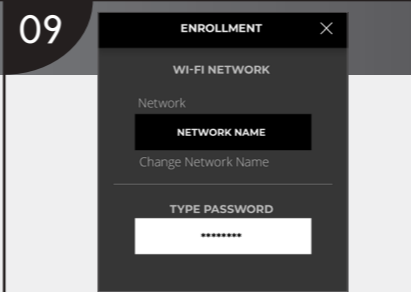 09
ENROLLMENT
WI-FI NETWORK
Network
NETWORK NAME
Change Network Name
TYPE PASSWORD
********